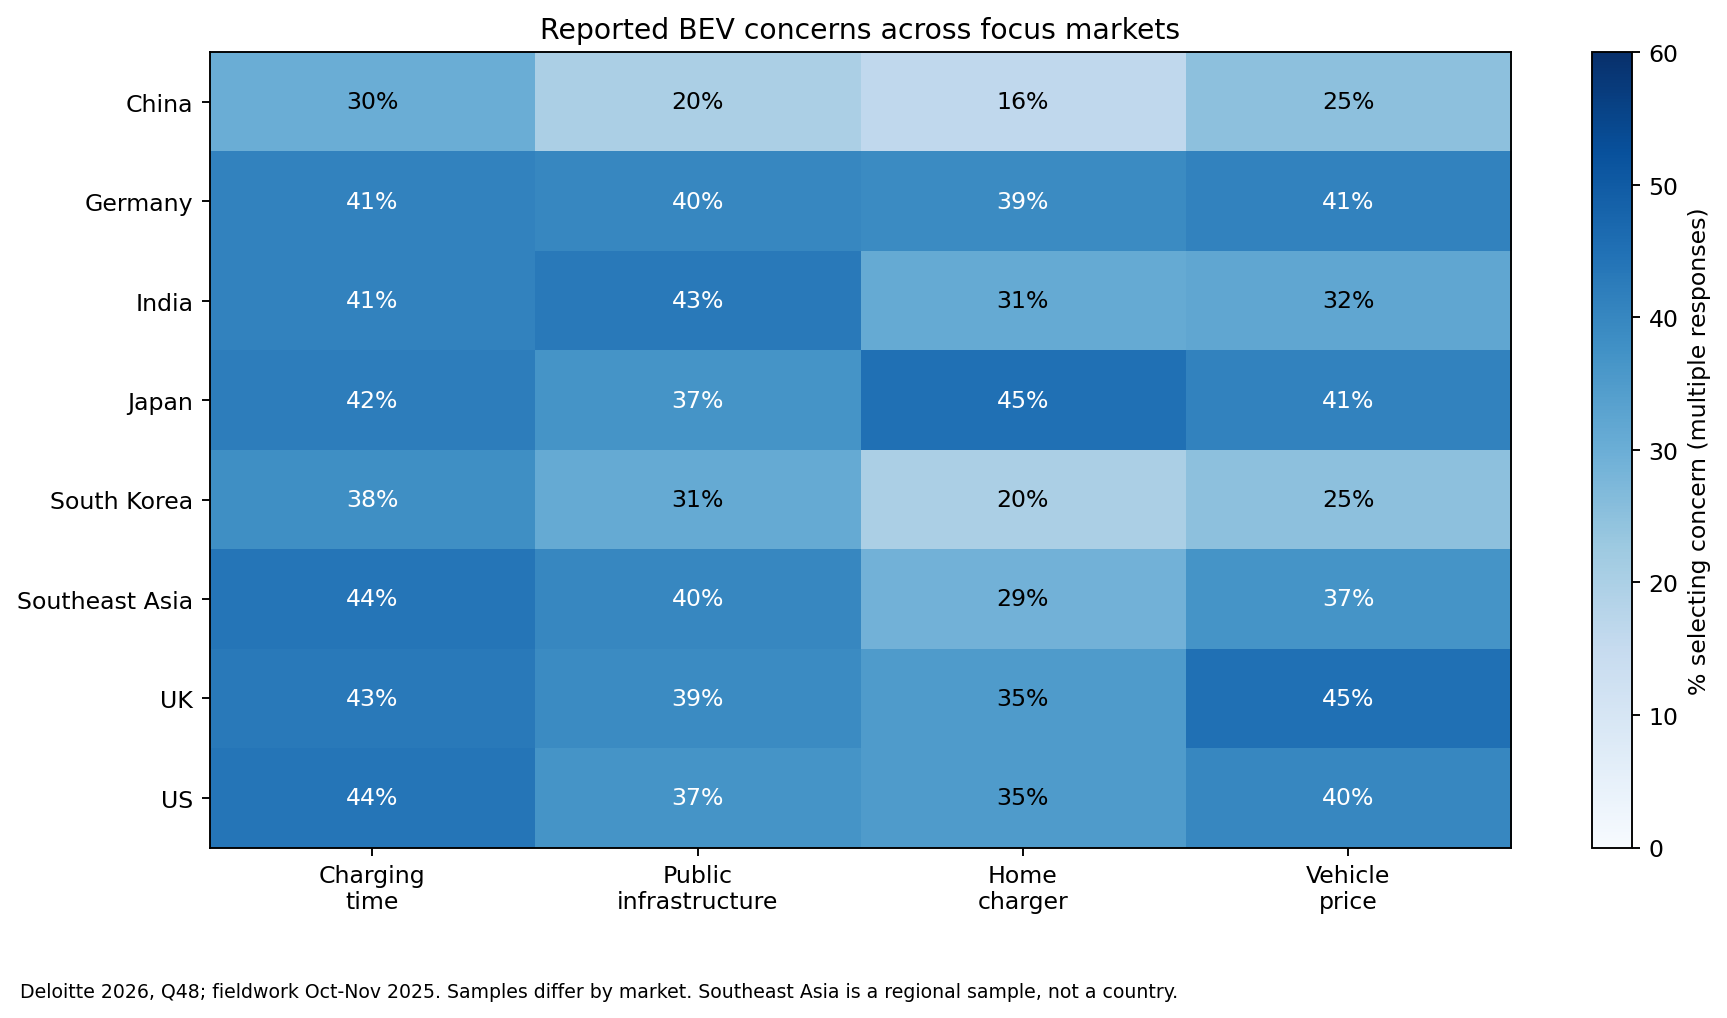 Reported BEV concerns across focus markets
China 30% 20% 16% 25%
Germany 41% 40% 39% 41%
India 41% 43% 31% 32%
Japan 42% 37% 45% 41%
South Korea 38% 31% 20% 25%
Southeast Asia 44% 40% 29% 37%
UK 43% 39% 35% 45%
US 44% 37% 35% 40%
Charging
time
Public
infrastructure
Home
charger
Vehicle
price
60
50
40
30
20
10
0
% selecting concern (multiple responses)
Deloitte 2026, Q48; fieldwork Oct-Nov 2025. Samples differ by market. Southeast Asia is a regional sample, not a country.